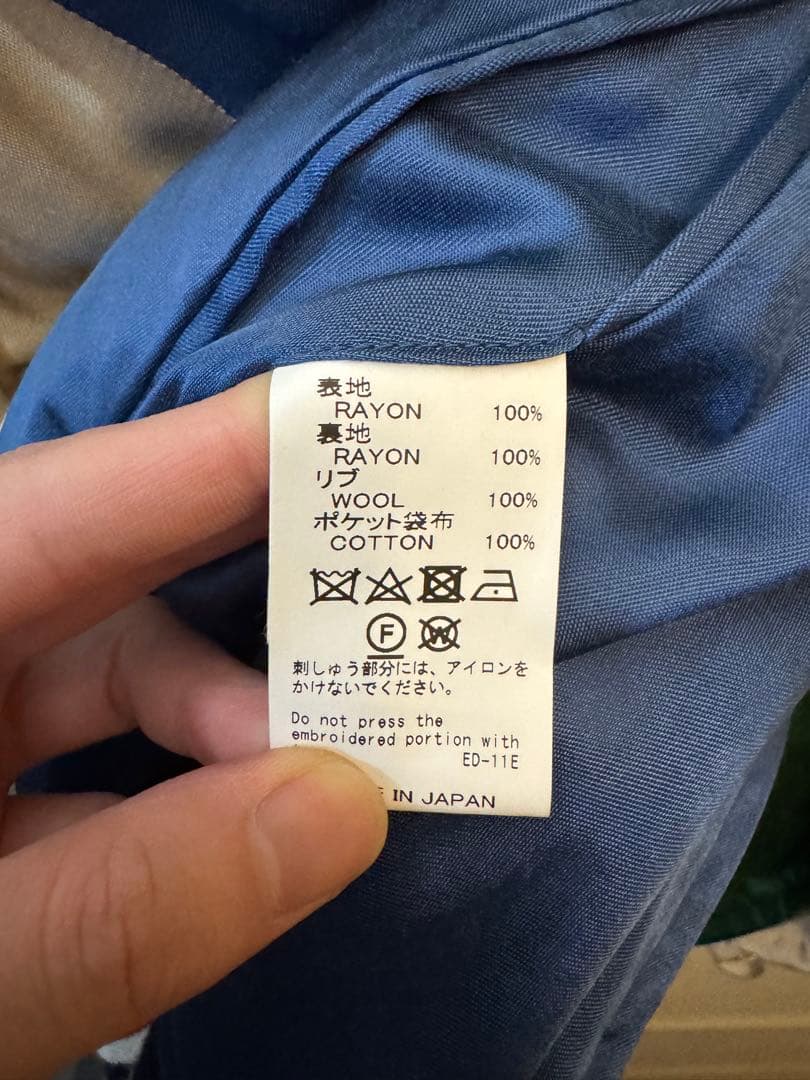 表地
RAYON 100%
裏地
RAYON 100%
リブ
WOOL 100%
ポケット袋布
COTTON 100%
F W
刺しゅう部分には、アイロンを
かけないでください。
Do not press the
embroidered portion with
ED-11E
IN JAPAN